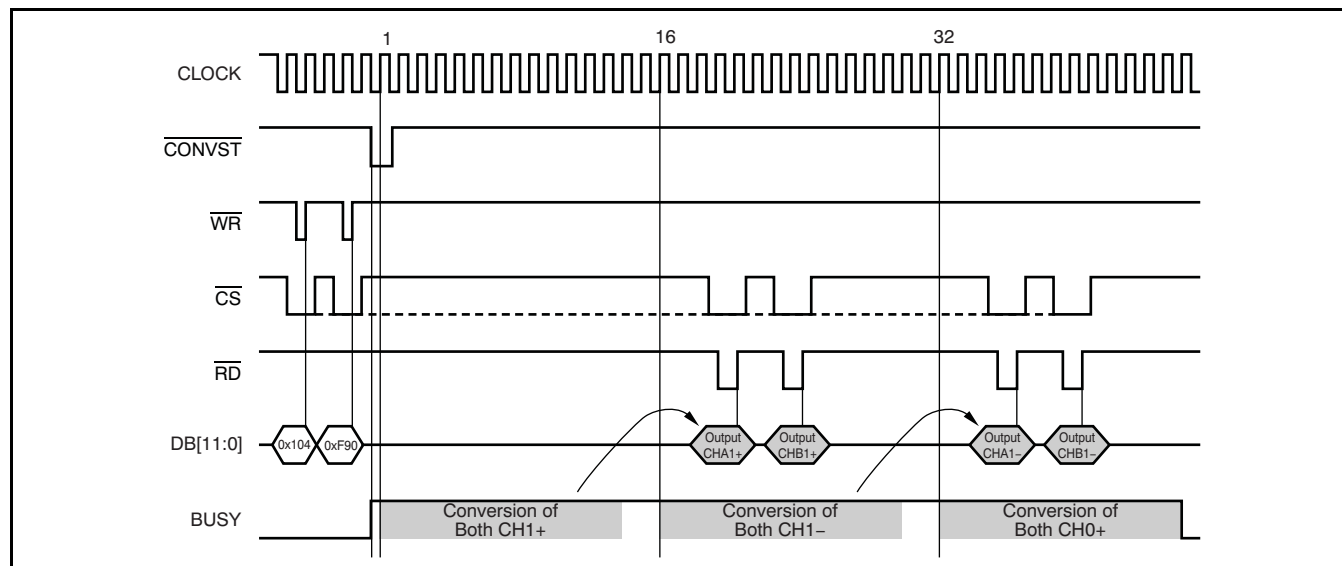 1 16 32
CLOCK
CONVST
WR
CS
RD
DB[11:0]
0x104
0xF90
Output
CHA1+
Output
CHB1+
Output
CHA1−
Output
CHB1−
BUSY
Conversion of
Both CH1+
Conversion of
Both CH1−
Conversion of
Both CH0+